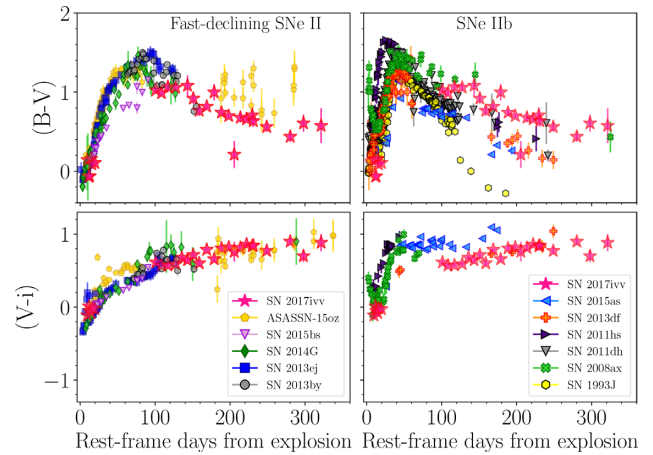 Fast-declining SNe II
SNe IIb
(B-V)
2
1
0
(V-i)
1
0
−1
SN 2017ivv
ASASSN-15oz
SN 2015bs
SN 2014G
SN 2013ej
SN 2013by
SN 2017ivv
SN 2015as
SN 2013df
SN 2011hs
SN 2011dh
SN 2008ax
SN 1993J
0 100 200 300
0 100 200 300
Rest-frame days from explosion
Rest-frame days from explosion